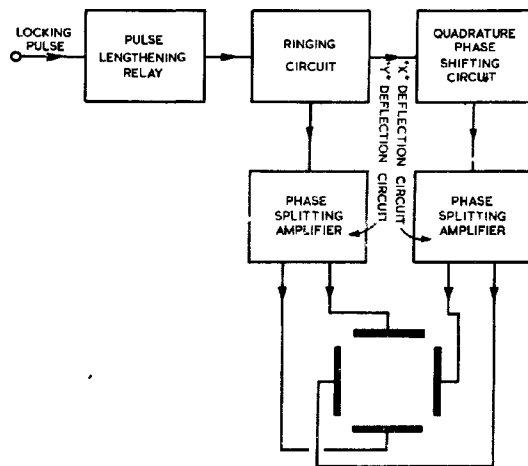 LOCKING
PULSE
PULSE
LENGTHENING
RELAY
RINGING
CIRCUIT
QUADRATURE
PHASE
SHIFTING
CIRCUIT
"X" DEFLECTION CIRCUIT
"Y" DEFLECTION CIRCUIT
PHASE
SPLITTING
AMPLIFIER
PHASE
SPLITTING
AMPLIFIER